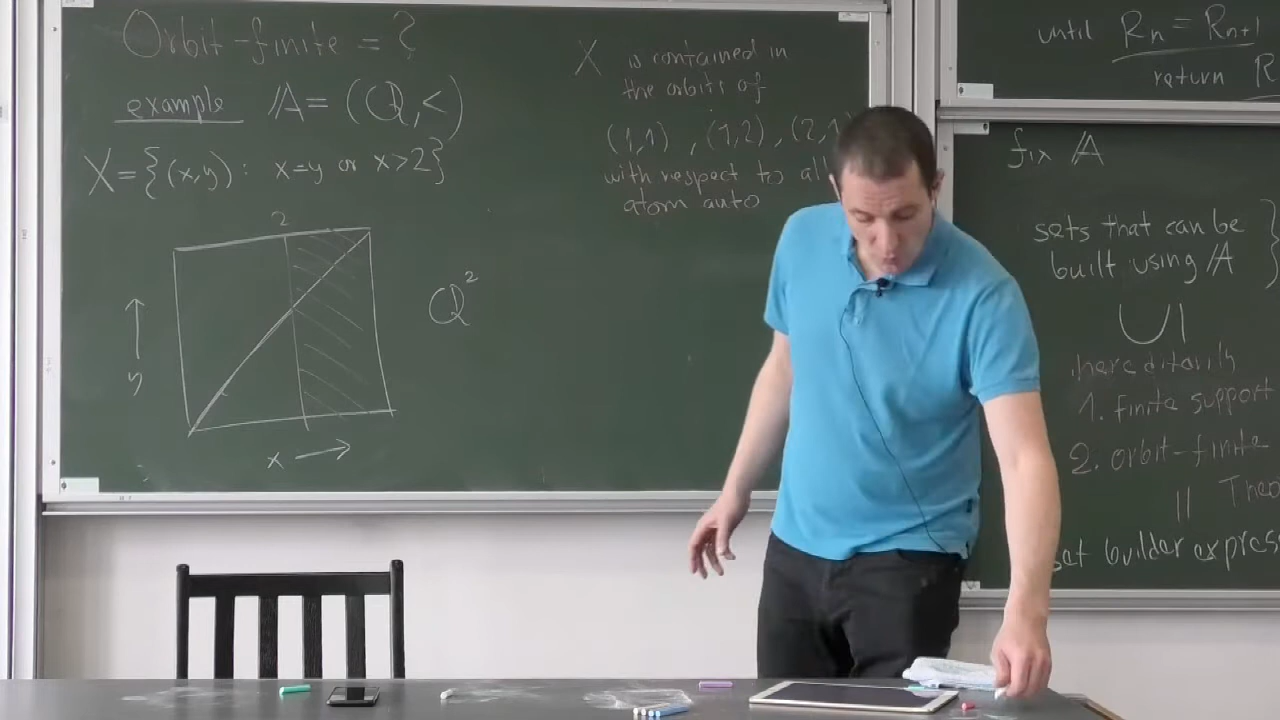 Orbit-finite = ?
example A = (Q, <)
X = {(x,y) : x=y or x>2}
2
y
x
Q²
X is contained in
the orbits of
(1,1), (1,2), (2,1
with respect to all
atom auto
until Rn = Rn+1
return R
fix A
sets that can be
built using A }
⊆
hereditarily
1. finite support
2. orbit-finite
|| Theo
set builder expres